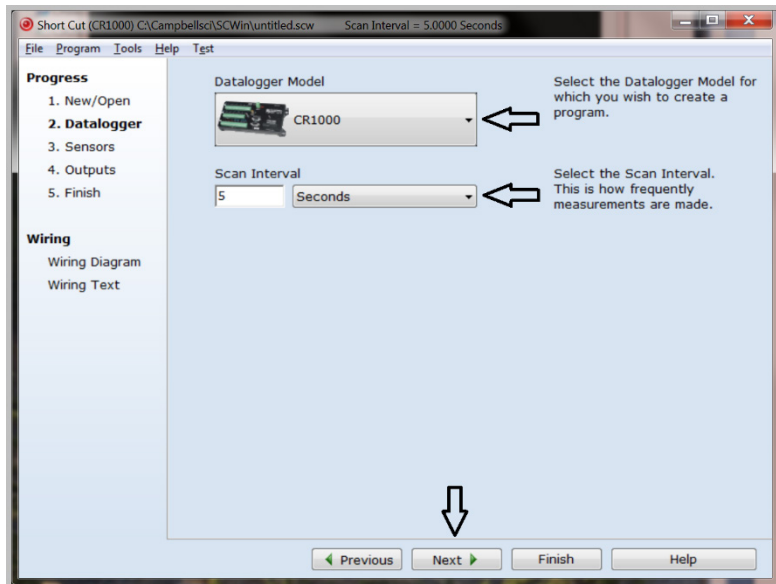 Short Cut (CR1000) C:\Campbellsci\SCWin\untitled.scw Scan Interval = 5.0000 Seconds
File Program Tools Help Test
Progress
1. New/Open
2. Datalogger
3. Sensors
4. Outputs
5. Finish
Wiring
Wiring Diagram
Wiring Text
Datalogger Model
CR1000
Select the Datalogger Model for
which you wish to create a
program.
Scan Interval
5 Seconds
Select the Scan Interval.
This is how frequently
measurements are made.
Previous Next Finish Help